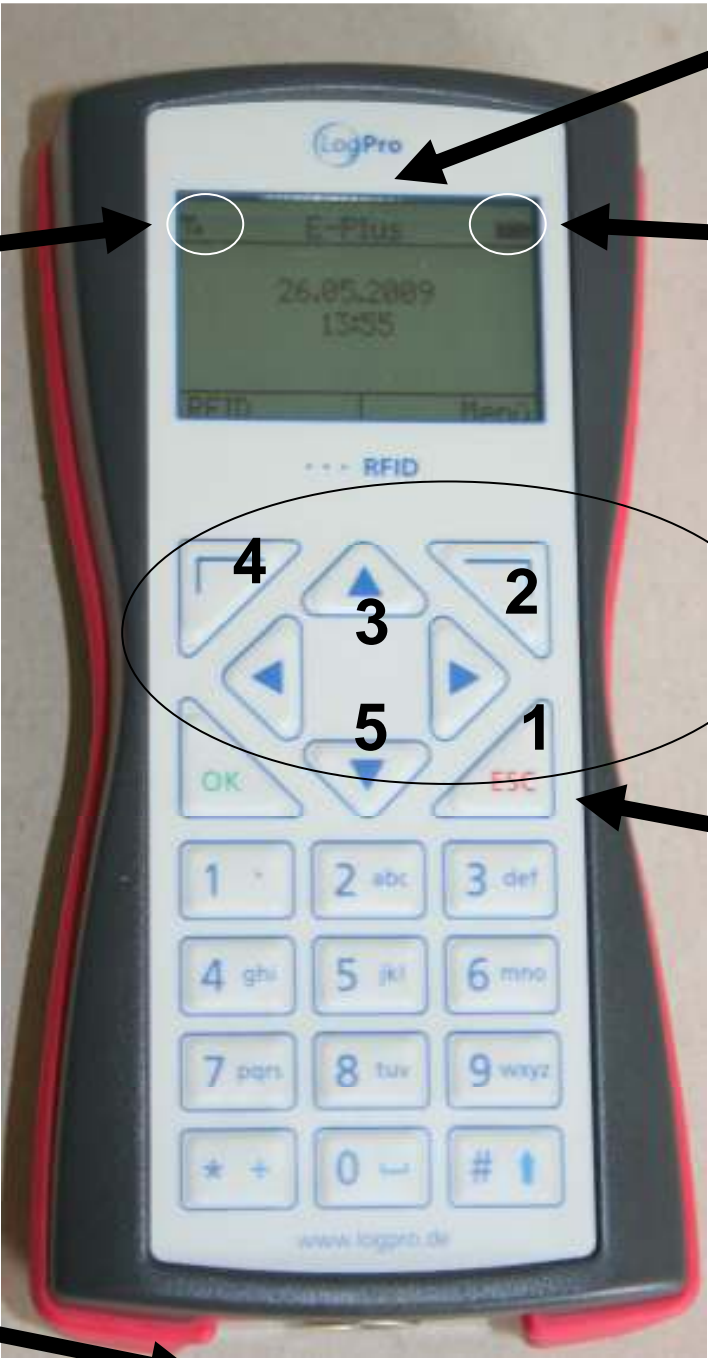 LogPro
E-Plus
26.05.2009
13:55
RFID Menü
RFID
4 2
3
5 1
OK ESC
1 2 abc 3 def
4 ghi 5 jkl 6 mno
7 pqrs 8 tuv 9 wxyz
* + 0 #
www.logpro.de